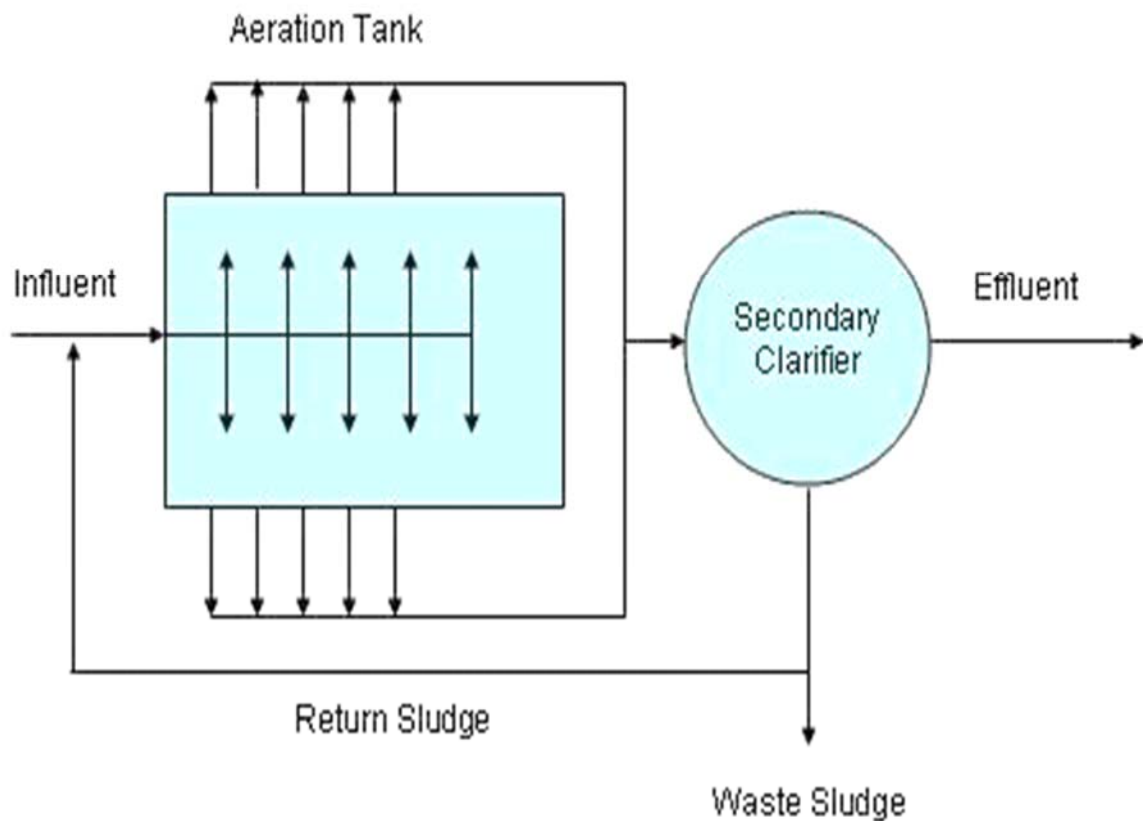 Aeration Tank
Influent
Secondary
Clarifier
Effluent
Return Sludge
Waste Sludge